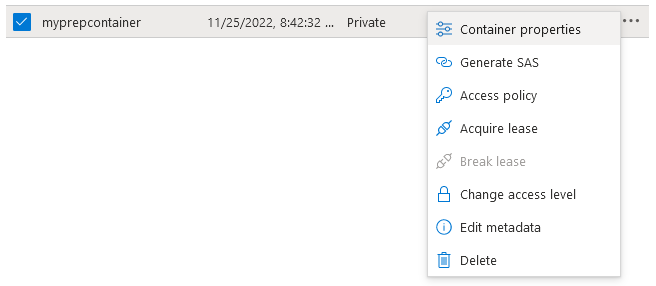 myprepcontainer 11/25/2022, 8:42:32 ... Private
Container properties
Generate SAS
Access policy
Acquire lease
Break lease
Change access level
Edit metadata
Delete